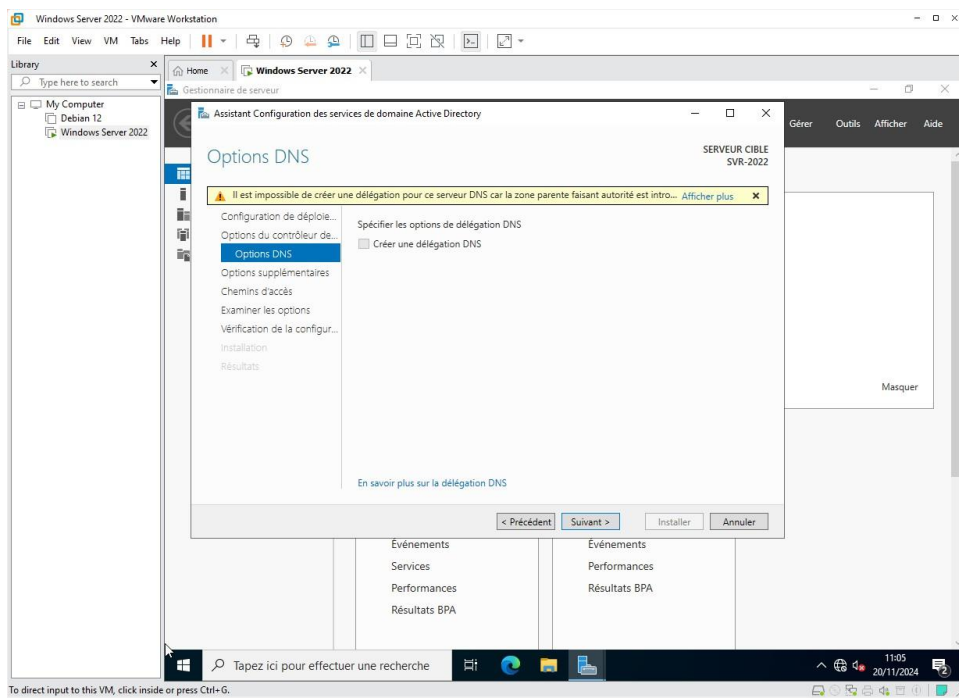 Windows Server 2022 - VMware Workstation
File Edit View VM Tabs Help
Library
Type here to search
My Computer
Debian 12
Windows Server 2022
Home
Windows Server 2022
Gestionnaire de serveur
Gérer Outils Afficher Aide
Assistant Configuration des services de domaine Active Directory
Options DNS
SERVEUR CIBLE
SVR-2022
Il est impossible de créer une délégation pour ce serveur DNS car la zone parente faisant autorité est intro... Afficher plus
Configuration de déploie...
Options du contrôleur de...
Options DNS
Options supplémentaires
Chemins d'accès
Examiner les options
Vérification de la configur...
Installation
Résultats
Spécifier les options de délégation DNS
Créer une délégation DNS
En savoir plus sur la délégation DNS
< Précédent Suivant > Installer Annuler
Masquer
Événements
Services
Performances
Résultats BPA
Événements
Performances
Résultats BPA
Tapez ici pour effectuer une recherche
11:05
20/11/2024
2
To direct input to this VM, click inside or press Ctrl+G.